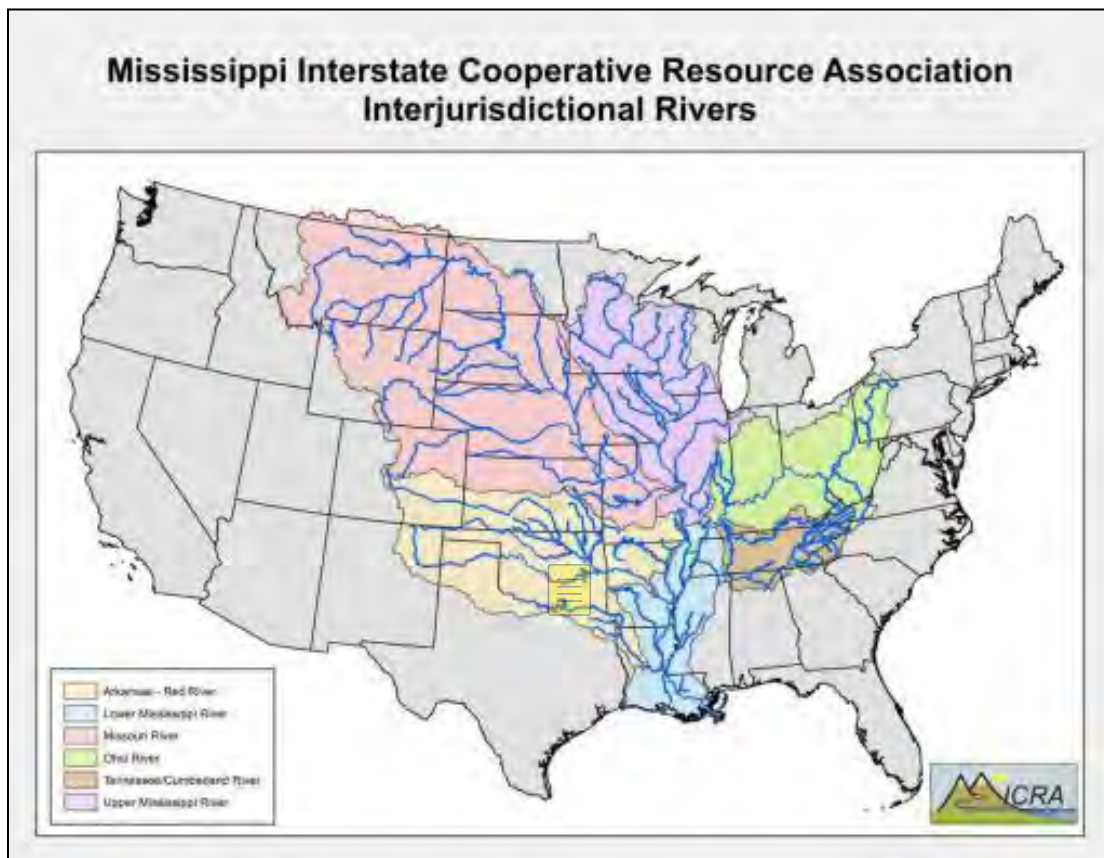 Mississippi Interstate Cooperative Resource Association
Interjurisdictional Rivers
Arkansas - Red River
Lower Mississippi River
Missouri River
Ohio River
Tennessee/Cumberland River
Upper Mississippi River
MICRA